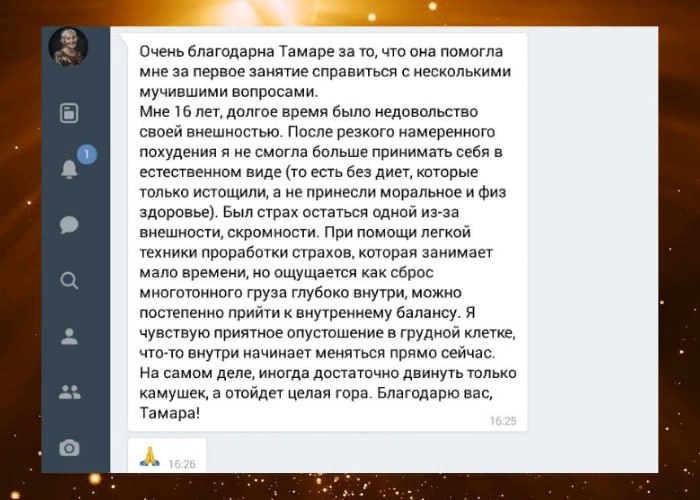 Очень благодарна Тамаре за то, что она помогла
мне за первое занятие справиться с несколькими
мучившими вопросами.
Мне 16 лет, долгое время было недовольство
своей внешностью. После резкого намеренного
похудения я не смогла больше принимать себя в
естественном виде (то есть без диет, которые
только истощили, а не принесли моральное и физ
здоровье). Был страх остаться одной из-за
внешности, скромности. При помощи легкой
техники проработки страхов, которая занимает
мало времени, но ощущается как сброс
многотонного груза глубоко внутри, можно
постепенно прийти к внутреннему балансу. Я
чувствую приятное опустошение в грудной клетке,
что-то внутри начинает меняться прямо сейчас.
На самом деле, иногда достаточно двинуть только
камушек, а отойдет целая гора. Благодарю вас,
Тамара!
16:25
1
🙏 16:26